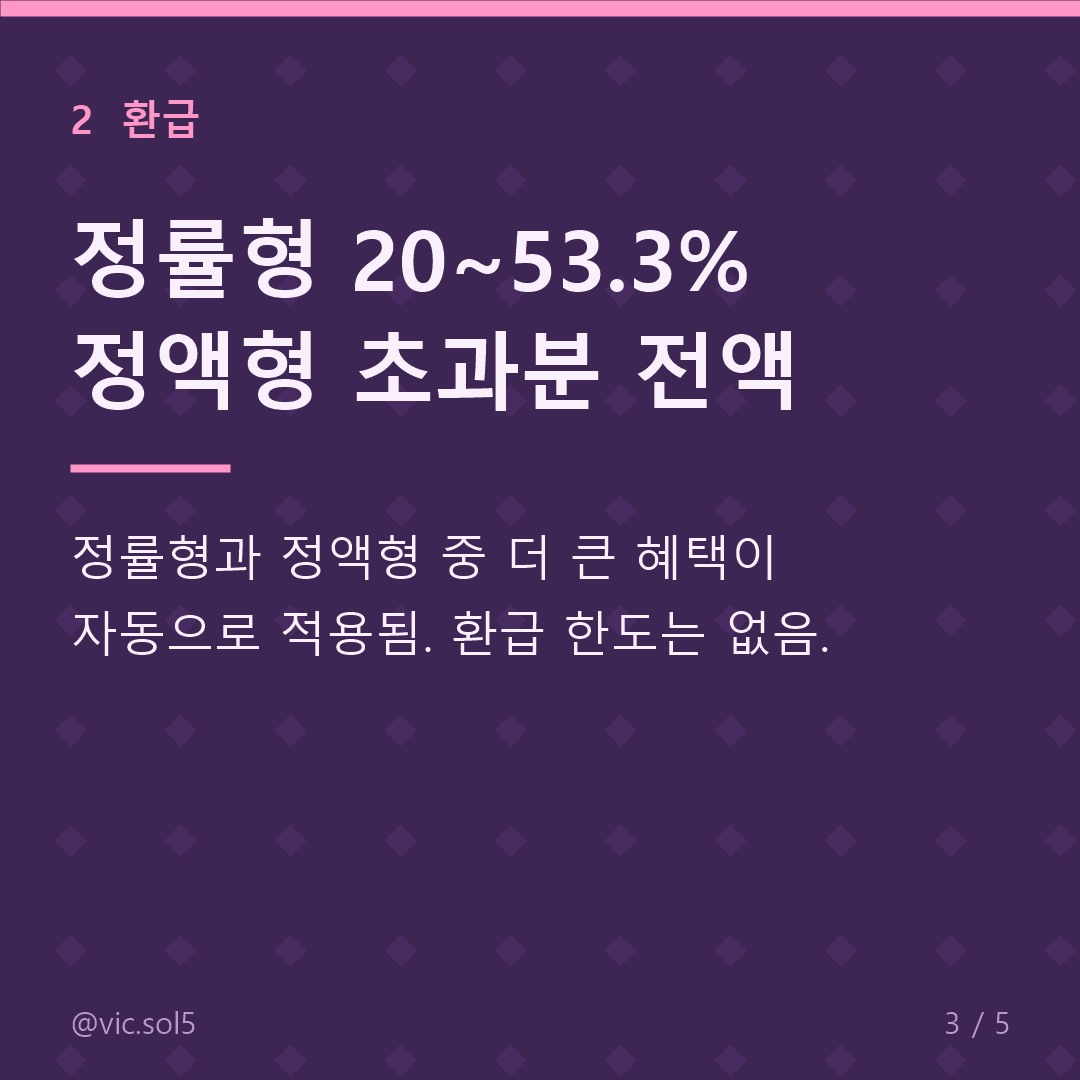 2 환급
정률형 20~53.3%
정액형 초과분 전액
정률형과 정액형 중 더 큰 혜택이
자동으로 적용됨. 환급 한도는 없음.
@vic.sol5
3 / 5